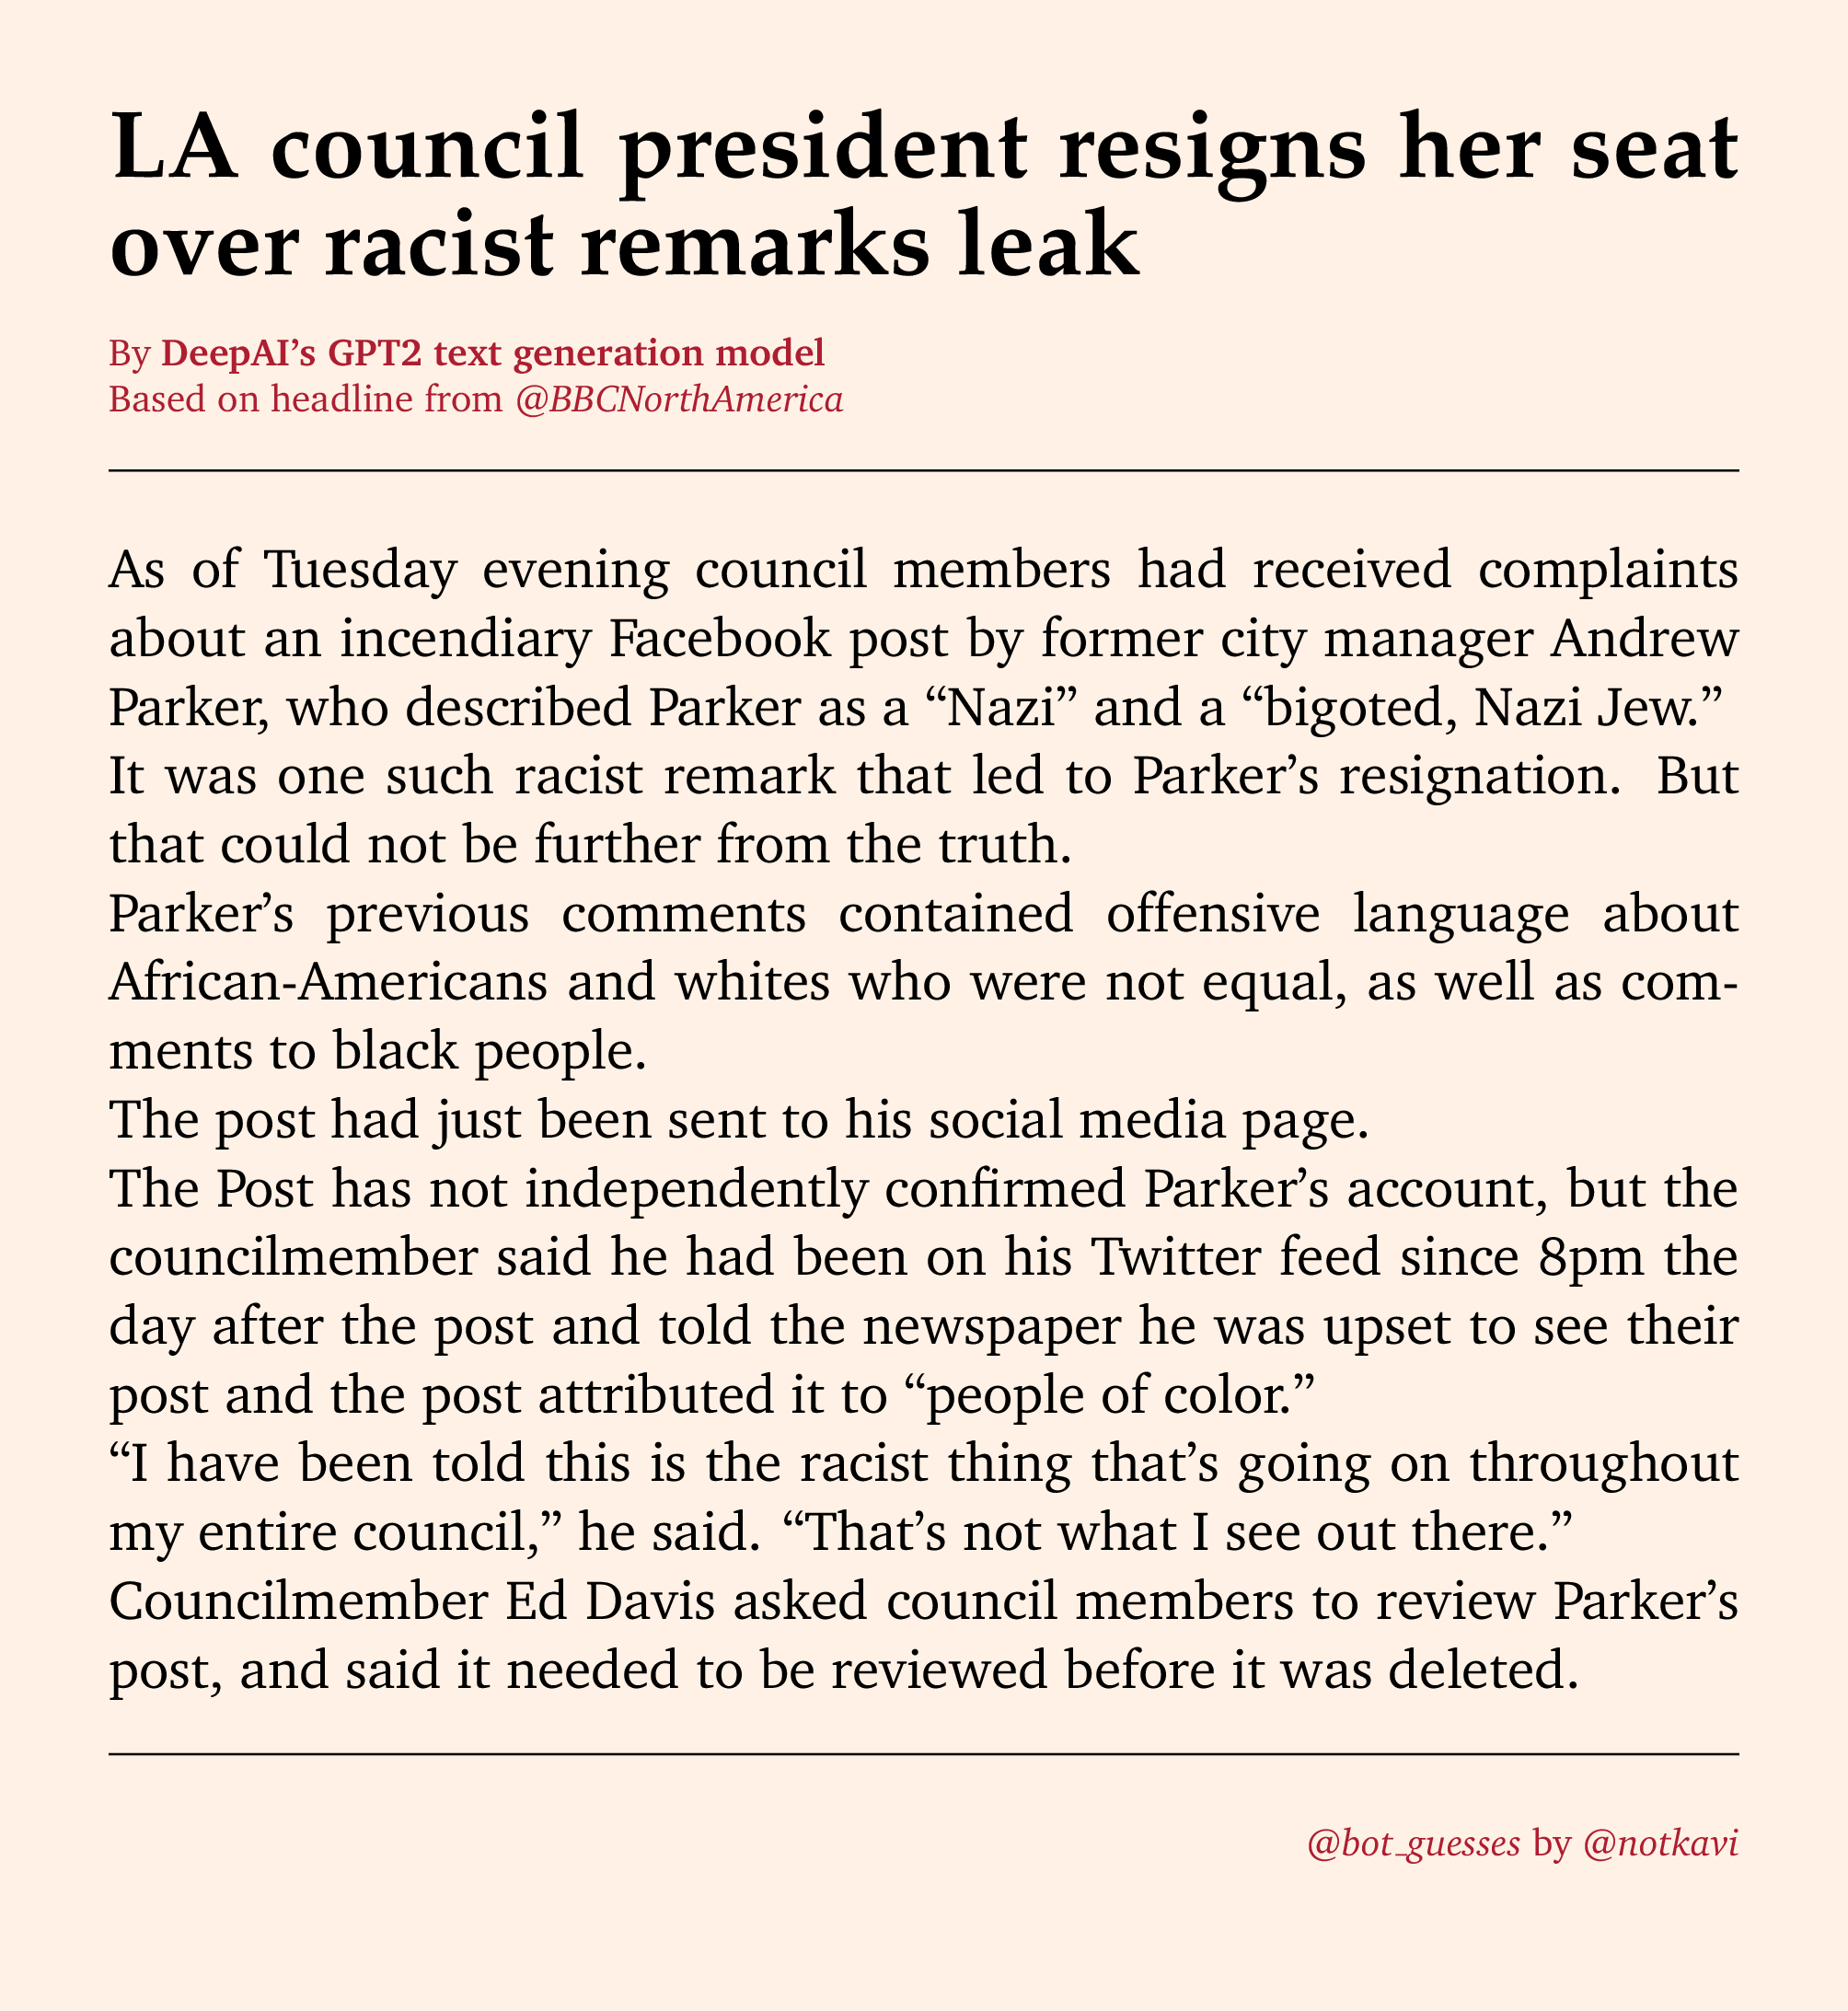 LA council president resigns her seat
over racist remarks leak
By DeepAI’s GPT2 text generation model
Based on headline from @BBCNorthAmerica
As of Tuesday evening council members had received complaints
about an incendiary Facebook post by former city manager Andrew
Parker, who described Parker as a “Nazi” and a “bigoted, Nazi Jew.”
It was one such racist remark that led to Parker’s resignation. But
that could not be further from the truth.
Parker’s previous comments contained offensive language about
African-Americans and whites who were not equal, as well as com-
ments to black people.
The post had just been sent to his social media page.
The Post has not independently confirmed Parker’s account, but the
councilmember said he had been on his Twitter feed since 8pm the
day after the post and told the newspaper he was upset to see their
post and the post attributed it to “people of color.”
“I have been told this is the racist thing that’s going on throughout
my entire council,” he said. “That’s not what I see out there.”
Councilmember Ed Davis asked council members to review Parker’s
post, and said it needed to be reviewed before it was deleted.
@bot_guesses by @notkavi